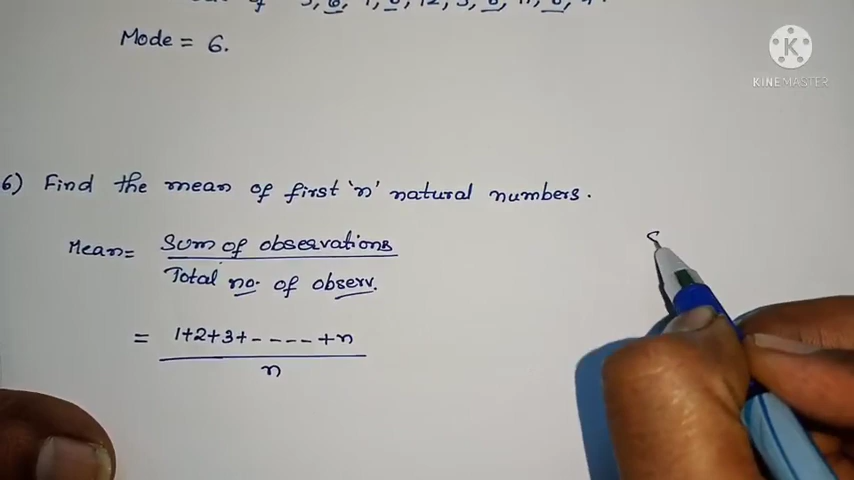 Mode = 6.
K
KINEMASTER
6) Find the mean of first 'n' natural numbers.
Mean = Sum of observations
Total no. of observ.
= 1+2+3+----+n
n
S